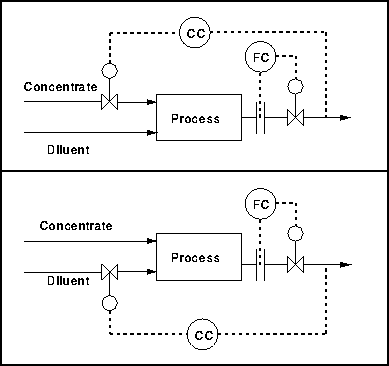 CC
FC
Concentrate
Process
Diluent
FC
Concentrate
Process
Diluent
CC